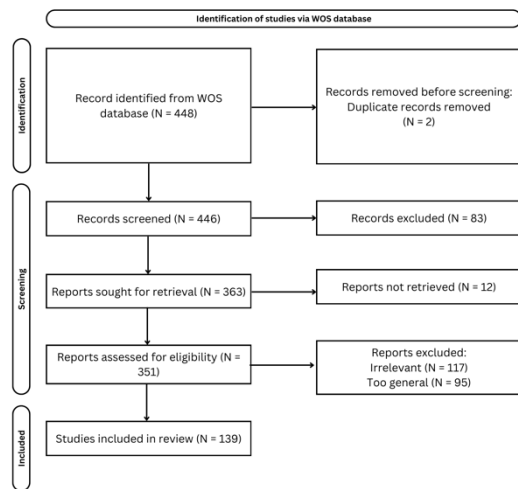 Identification of studies via WOS database
Identification
Record identified from WOS
database (N = 448)
Records removed before screening:
Duplicate records removed
(N = 2)
Screening
Records screened (N = 446)
Records excluded (N = 83)
Reports sought for retrieval (N = 363)
Reports not retrieved (N = 12)
Reports assessed for eligibility (N =
351)
Reports excluded:
Irrelevant (N = 117)
Too general (N = 95)
Included
Studies included in review (N = 139)